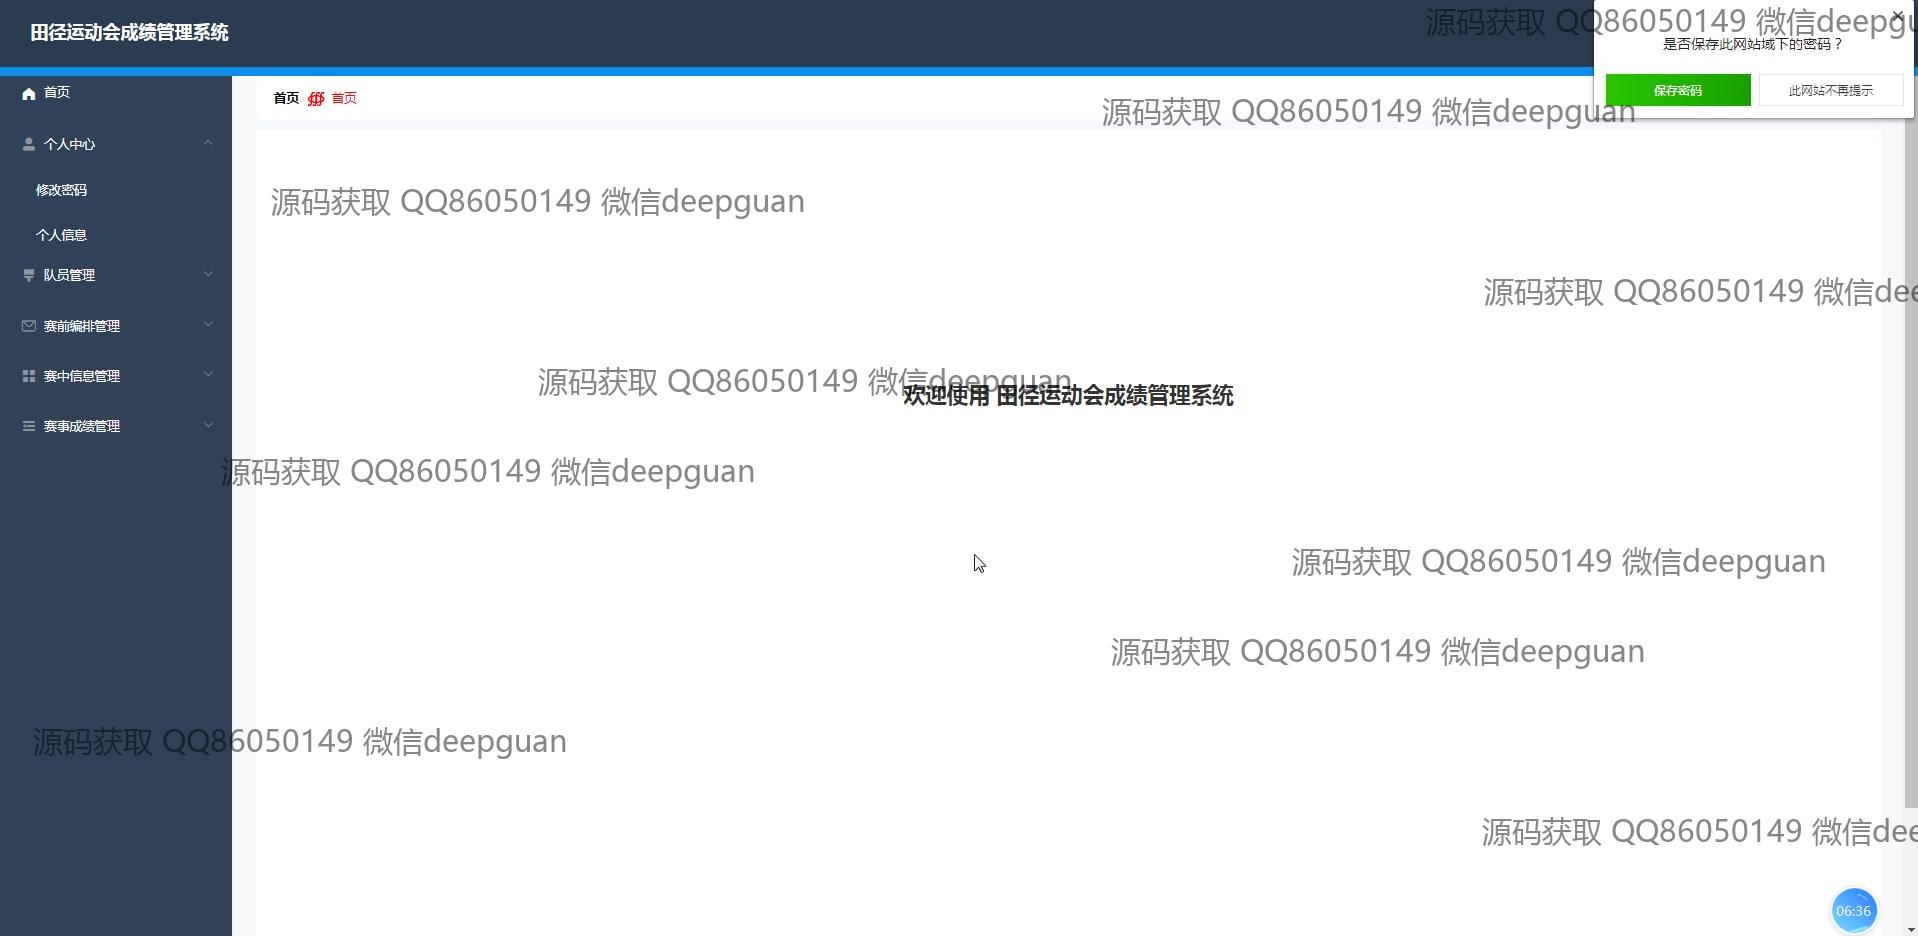 田径运动会成绩管理系统
源码获取 QQ86050149 微信deepgu
是否保存此网站域下的密码？
保存密码
此网站不再提示
首页
首页 首页
源码获取 QQ86050149 微信deepguan
个人中心
修改密码
源码获取 QQ86050149 微信deepguan
个人信息
队员管理
源码获取 QQ86050149 微信dee
赛前编排管理
赛中信息管理
源码获取 QQ86050149 微信deepguan
欢迎使用 田径运动会成绩管理系统
赛事成绩管理
源码获取 QQ86050149 微信deepguan
源码获取 QQ86050149 微信deepguan
源码获取 QQ86050149 微信deepguan
源码获取 QQ86050149 微信deepguan
源码获取 QQ86050149 微信dee
06:36